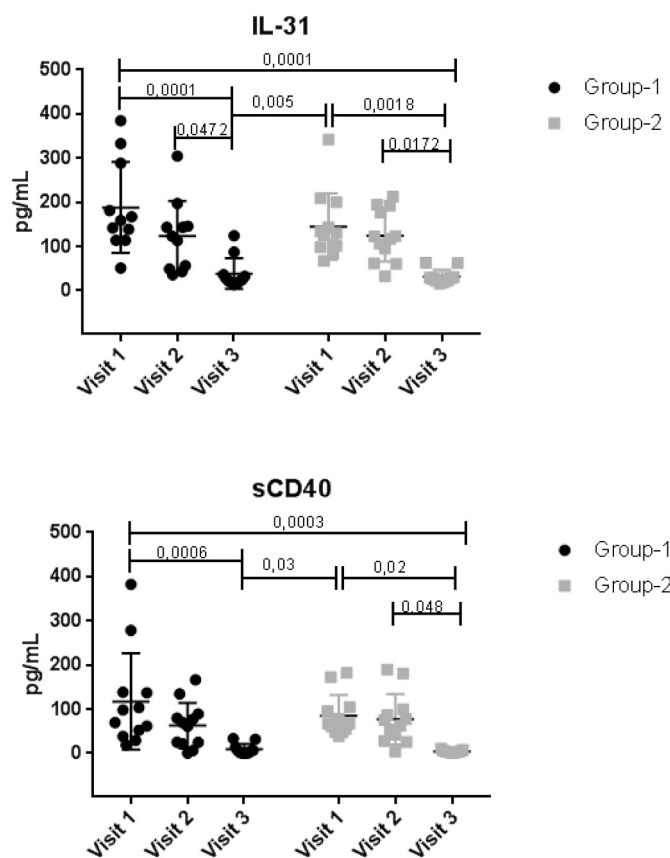 IL-31
0,0001
500
0,0001
0,005
0,0018
400
0,0472
0,0172
300
200
100
0
pg/mL
Group-1
Group-2
Visit 1
Visit 2
Visit 3
Visit 1
Visit 2
Visit 3
sCD40
0,0003
500
0,0006
0,03
0,02
400
0,048
300
200
100
0
pg/mL
Group-1
Group-2
Visit 1
Visit 2
Visit 3
Visit 1
Visit 2
Visit 3